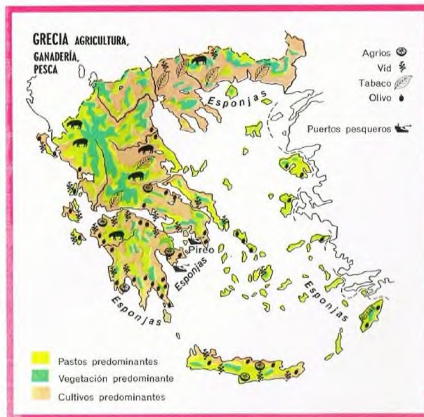 GRECIA AGRICULTURA,
GANADERÍA,
PESCA
Agrios
Vid
Tabaco
Olivo
Puertos pesqueros
Esponjas
Pireo
Esponjas
Esponjas
Esponjas
Pastos predominantes
Vegetación predominante
Cultivos predominantes